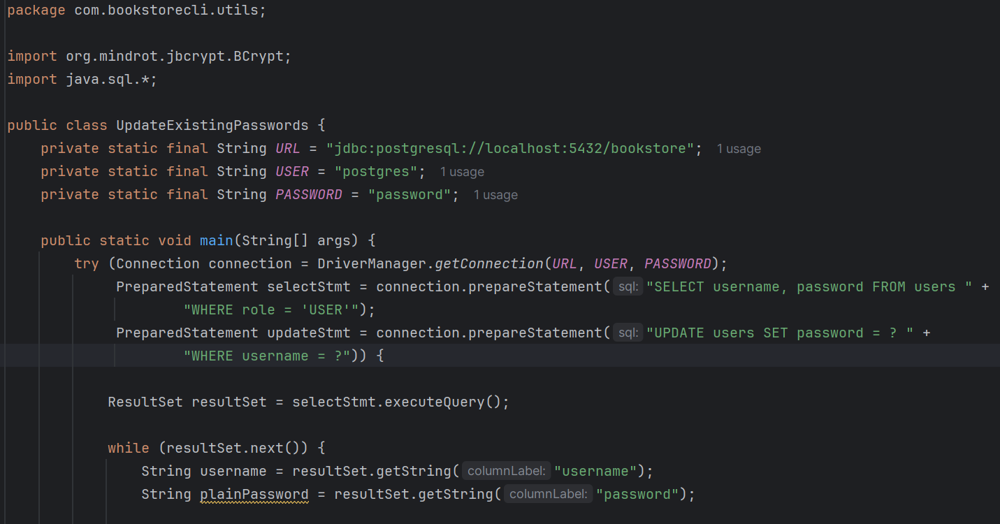 package com.bookstorecli.utils;
import org.mindrot.jbcrypt.BCrypt;
import java.sql.*;
public class UpdateExistingPasswords {
private static final String URL = "jdbc:postgresql://localhost:5432/bookstore"; 1 usage
private static final String USER = "postgres"; 1 usage
private static final String PASSWORD = "password"; 1 usage
public static void main(String[] args) {
try (Connection connection = DriverManager.getConnection(URL, USER, PASSWORD);
PreparedStatement selectStmt = connection.prepareStatement( sql: "SELECT username, password FROM users " +
"WHERE role = 'USER'");
PreparedStatement updateStmt = connection.prepareStatement( sql: "UPDATE users SET password = ? " +
"WHERE username = ?")) {
ResultSet resultSet = selectStmt.executeQuery();
while (resultSet.next()) {
String username = resultSet.getString( columnLabel: "username");
String plainPassword = resultSet.getString( columnLabel: "password");